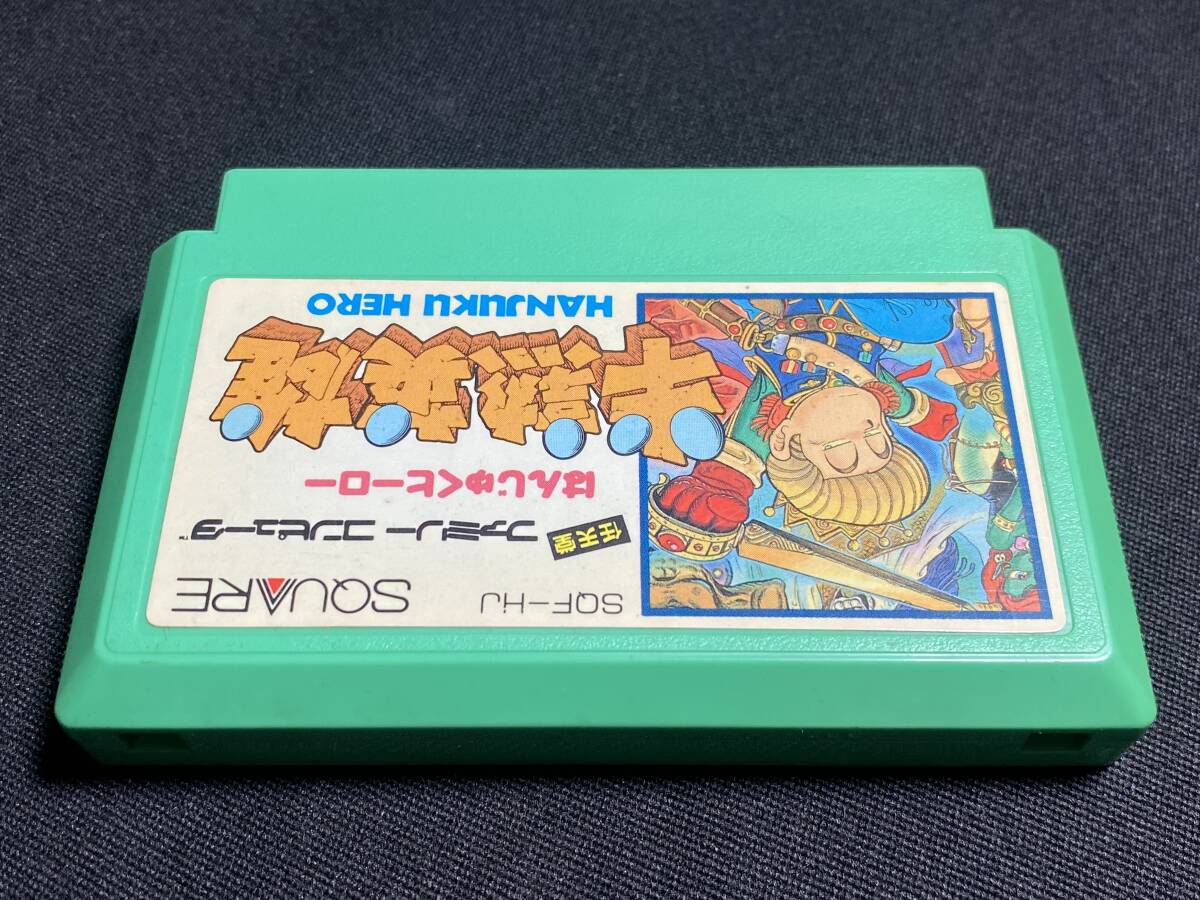 SQF-HJ SQUARE
任天堂 ファミリー コンピュータ™
はんじゅくヒーロー
半熟英雄
HANJUKU HERO